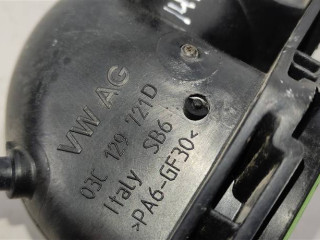 VW AG
03C 129 721D
Italy SB6
>PA6-GF30<